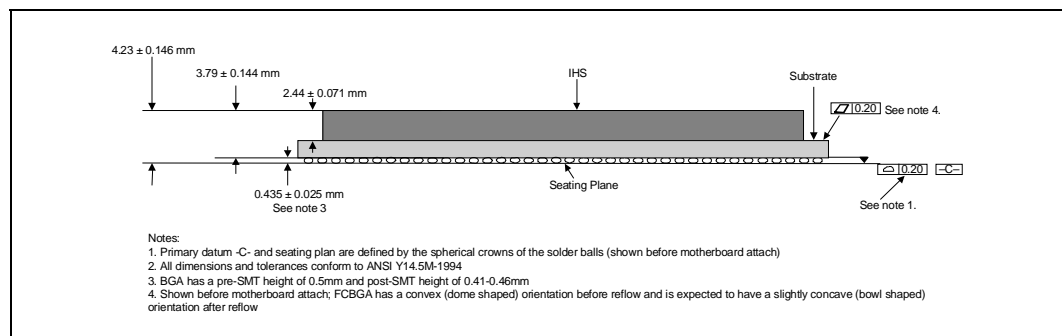 4.23 ± 0.146 mm
3.79 ± 0.144 mm
2.44 ± 0.071 mm
IHS
Substrate
0.20 See note 4.
0.435 ± 0.025 mm
See note 3
Seating Plane
0.20 –C–
See note 1.
Notes:
1. Primary datum -C- and seating plan are defined by the spherical crowns of the solder balls (shown before motherboard attach)
2. All dimensions and tolerances conform to ANSI Y14.5M-1994
3. BGA has a pre-SMT height of 0.5mm and post-SMT height of 0.41-0.46mm
4. Shown before motherboard attach; FCBGA has a convex (dome shaped) orientation before reflow and is expected to have a slightly concave (bowl shaped)
orientation after reflow